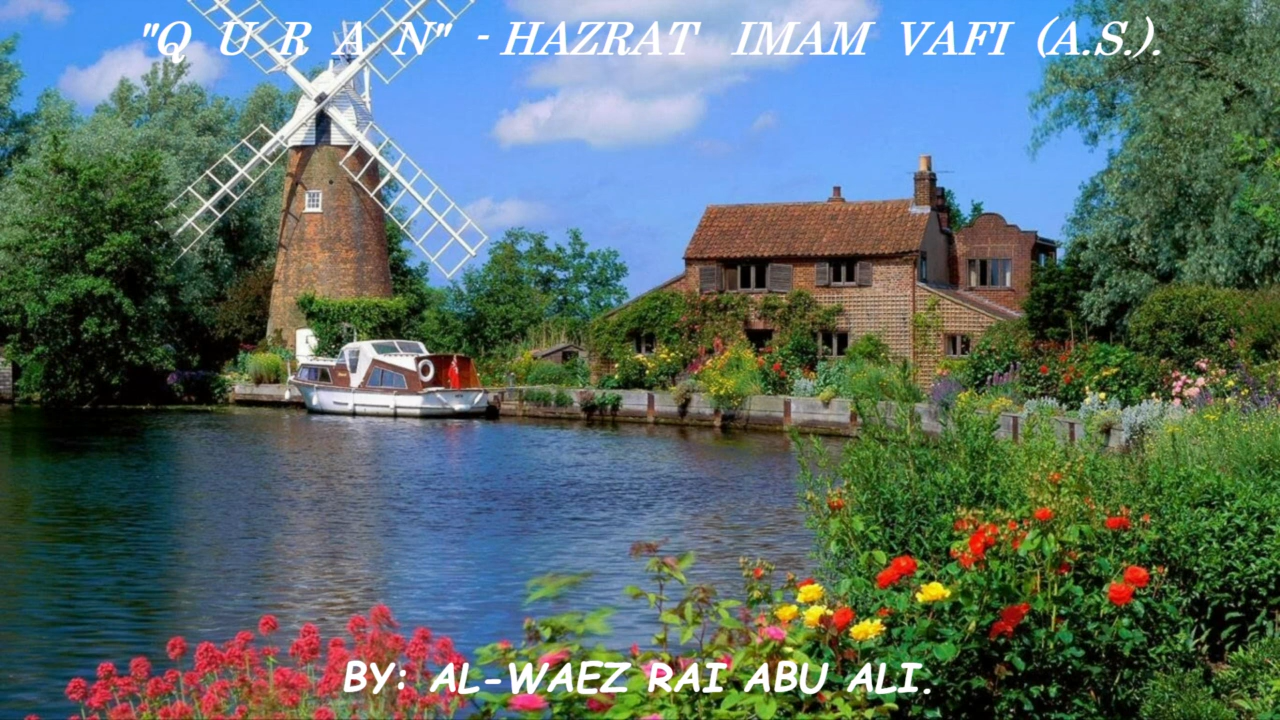 "Q U R A N" - HAZRAT IMAM VAFI (A.S.).
BY: AL-WAEZ RAI ABU ALI.